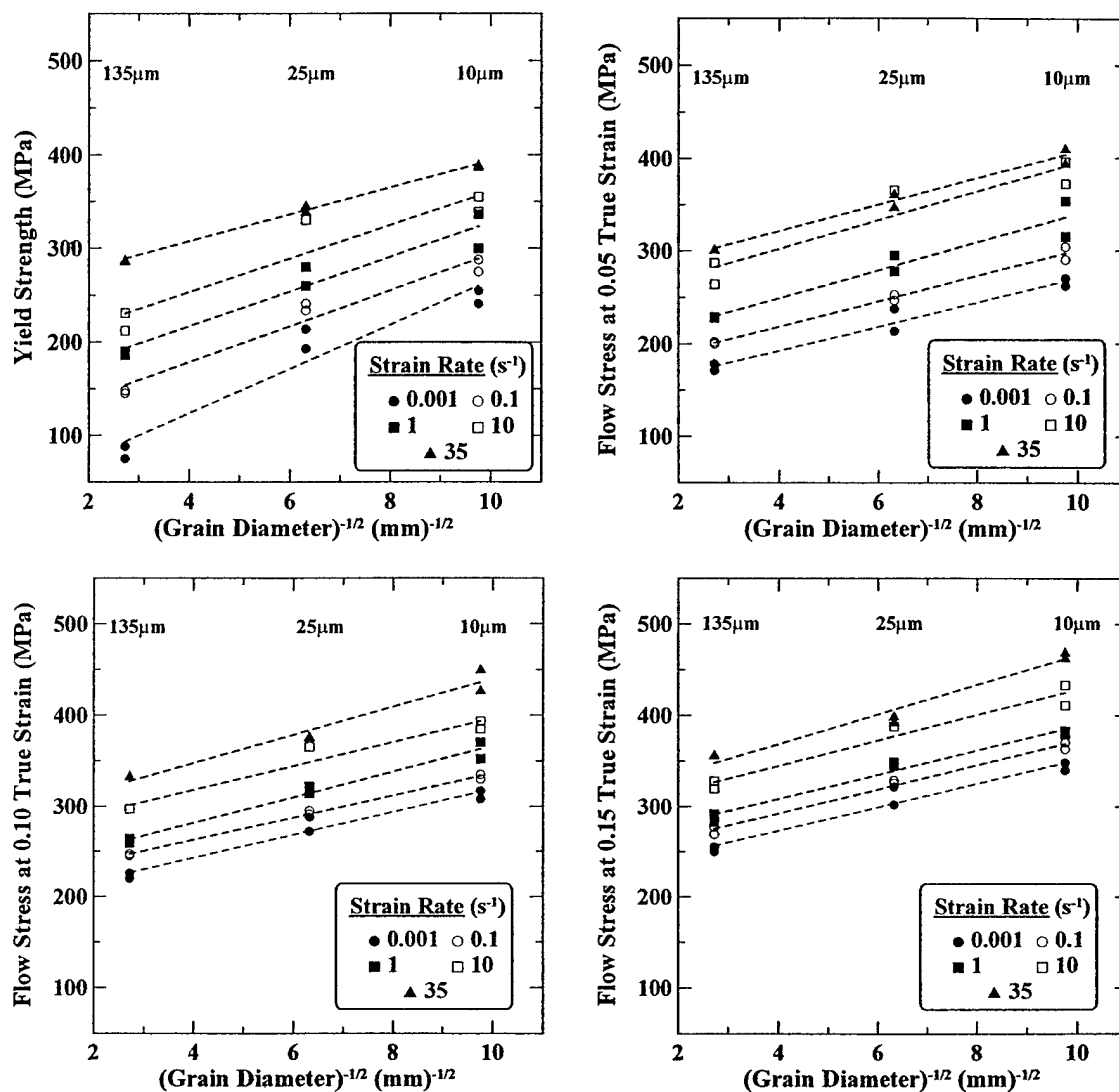 500
400
300
200
100
Yield Strength (MPa)
135µm 25µm 10µm
Strain Rate (s⁻¹)
● 0.001 ○ 0.1
■ 1 □ 10
▲ 35
2 4 6 8 10
(Grain Diameter)⁻¹/² (mm)⁻¹/²
500
400
300
200
100
Flow Stress at 0.05 True Strain (MPa)
135µm 25µm 10µm
Strain Rate (s⁻¹)
● 0.001 ○ 0.1
■ 1 □ 10
▲ 35
2 4 6 8 10
(Grain Diameter)⁻¹/² (mm)⁻¹/²
500
400
300
200
100
Flow Stress at 0.10 True Strain (MPa)
135µm 25µm 10µm
Strain Rate (s⁻¹)
● 0.001 ○ 0.1
■ 1 □ 10
▲ 35
2 4 6 8 10
(Grain Diameter)⁻¹/² (mm)⁻¹/²
500
400
300
200
100
Flow Stress at 0.15 True Strain (MPa)
135µm 25µm 10µm
Strain Rate (s⁻¹)
● 0.001 ○ 0.1
■ 1 □ 10
▲ 35
2 4 6 8 10
(Grain Diameter)⁻¹/² (mm)⁻¹/²